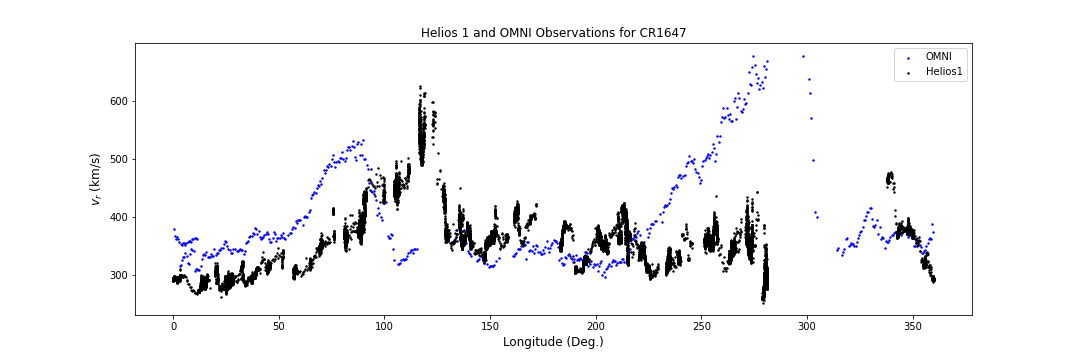 Helios 1 and OMNI Observations for CR1647
OMNI
Helios1
600
500
400
300
v_r (km/s)
0 50 100 150 200 250 300 350
Longitude (Deg.)